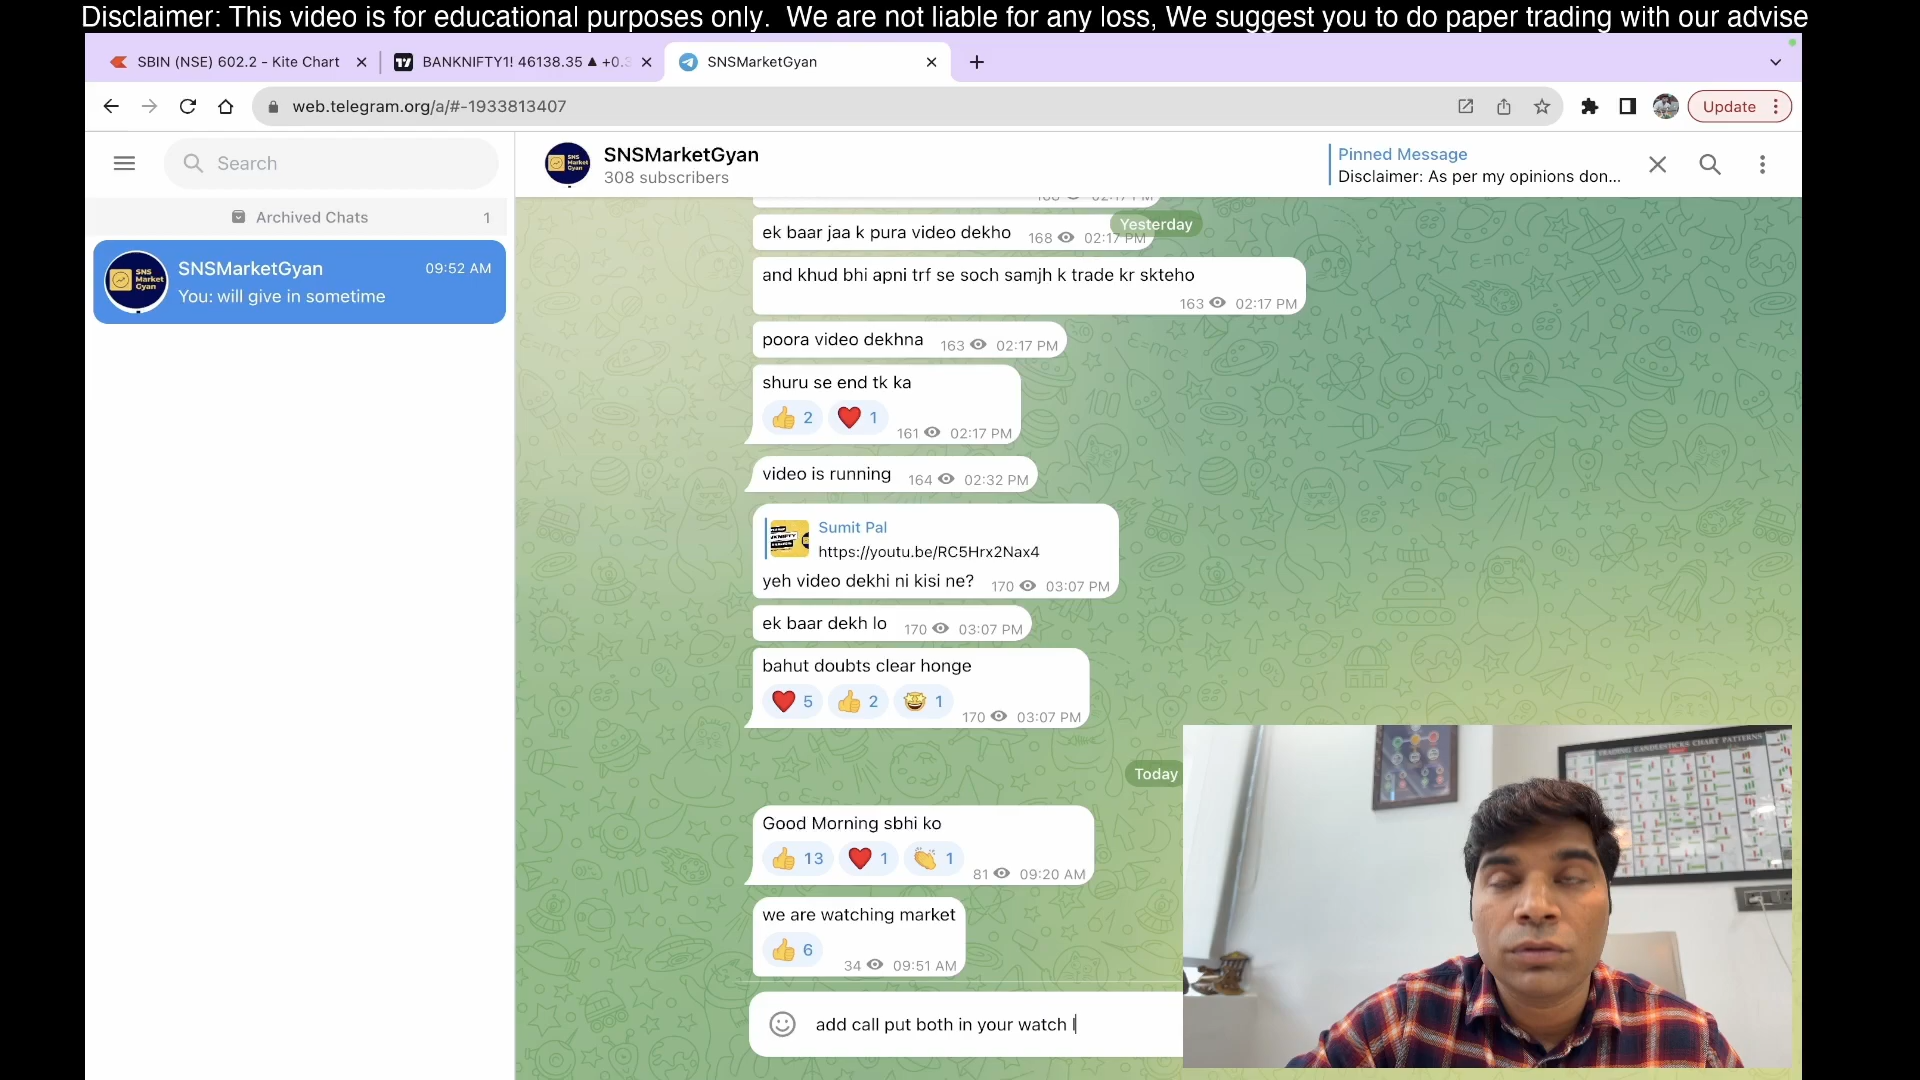 Disclaimer: This video is for educational purposes only. We are not liable for any loss, We suggest you to do paper trading with our advise
SBIN (NSE) 602.2 - Kite Chart
BANKNIFTY1! 46138.35 ▲ +0.3
SNSMarketGyan
web.telegram.org/a/#-1933813407
Update
Search
SNSMarketGyan
308 subscribers
Pinned Message
Disclaimer: As per my opinions don...
Archived Chats 1
SNSMarketGyan 09:52 AM
You: will give in sometime
Yesterday
ek baar jaa k pura video dekho 168 02:17 PM
and khud bhi apni trf se soch samjh k trade kr skteho
163 02:17 PM
poora video dekhna 163 02:17 PM
shuru se end tk ka
👍 2 ❤️ 1 161 02:17 PM
video is running 164 02:32 PM
Sumit Pal
https://youtu.be/RC5Hrx2Nax4
yeh video dekhi ni kisi ne? 170 03:07 PM
ek baar dekh lo 170 03:07 PM
bahut doubts clear honge
❤️ 5 👍 2 🤩 1 170 03:07 PM
Today
Good Morning sbhi ko
👍 13 ❤️ 1 👏 1 81 09:20 AM
we are watching market
👍 6 34 09:51 AM
add call put both in your watch l
TRADING CANDLESTICKS CHART PATTERNS